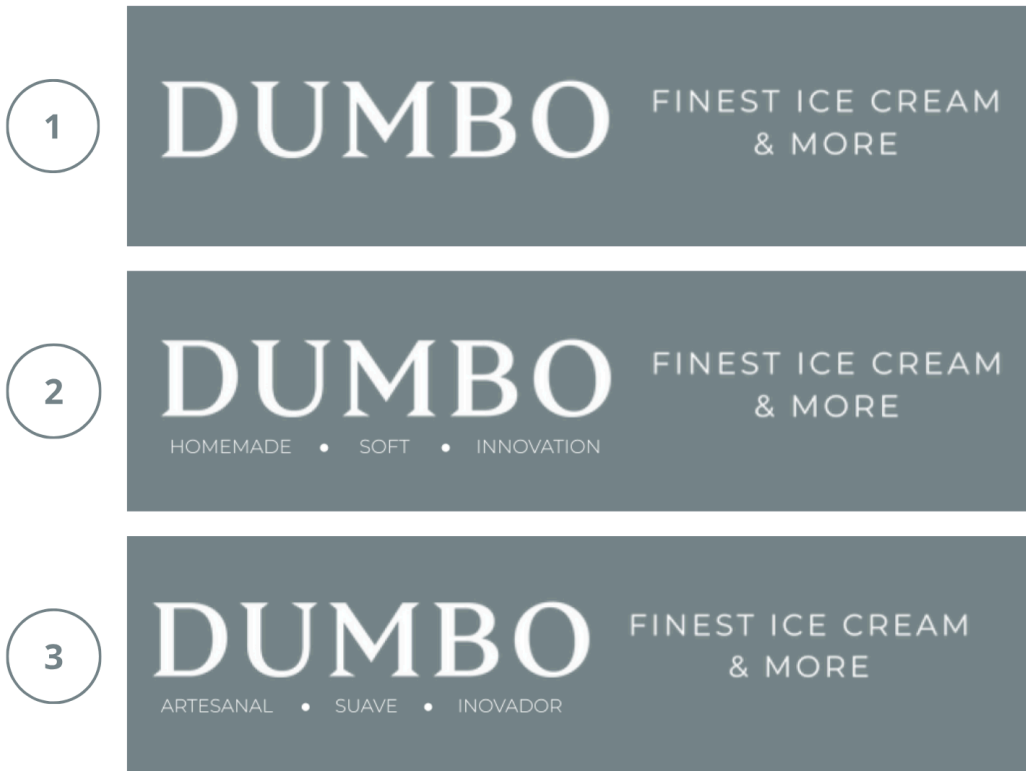 1
DUMBO
FINEST ICE CREAM
& MORE
2
DUMBO
FINEST ICE CREAM
& MORE
HOMEMADE • SOFT • INNOVATION
3
DUMBO
FINEST ICE CREAM
& MORE
ARTESANAL • SUAVE • INOVADOR